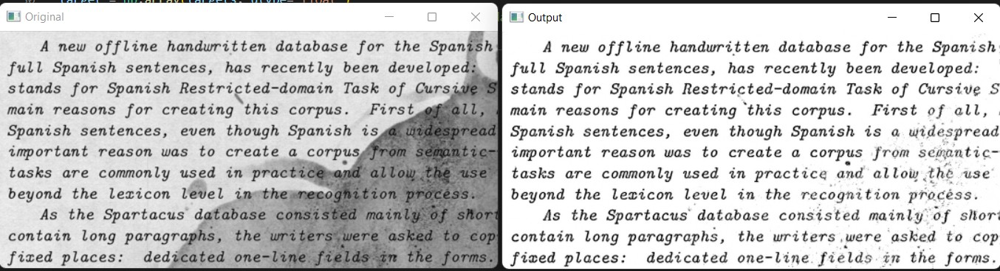 Original
A new offline handwritten database for the Spanish
full Spanish sentences, has recently been developed:
stands for Spanish Restricted-domain Task of Cursive S
main reasons for creating this corpus. First of all,
Spanish sentences, even though Spanish is a widespread
important reason was to create a corpus from semantic-
tasks are commonly used in practice and allow the use
beyond the lexicon level in the recognition process.
As the Spartacus database consisted mainly of short
contain long paragraphs, the writers were asked to cop
fixed places: dedicated one-line fields in the forms.
Output
A new offline handwritten database for the Spanish
full Spanish sentences, has recently been developed:
stands for Spanish Restricted-domain Task of Cursive S
main reasons for creating this corpus. First of all,
Spanish sentences, even though Spanish is a widespread
important reason was to create a corpus from semantic-
tasks are commonly used in practice and allow the use
beyond the lexicon level in the recognition process.
As the Spartacus database consisted mainly of short
contain long paragraphs, the writers were asked to cop
fixed places: dedicated one-line fields in the forms.